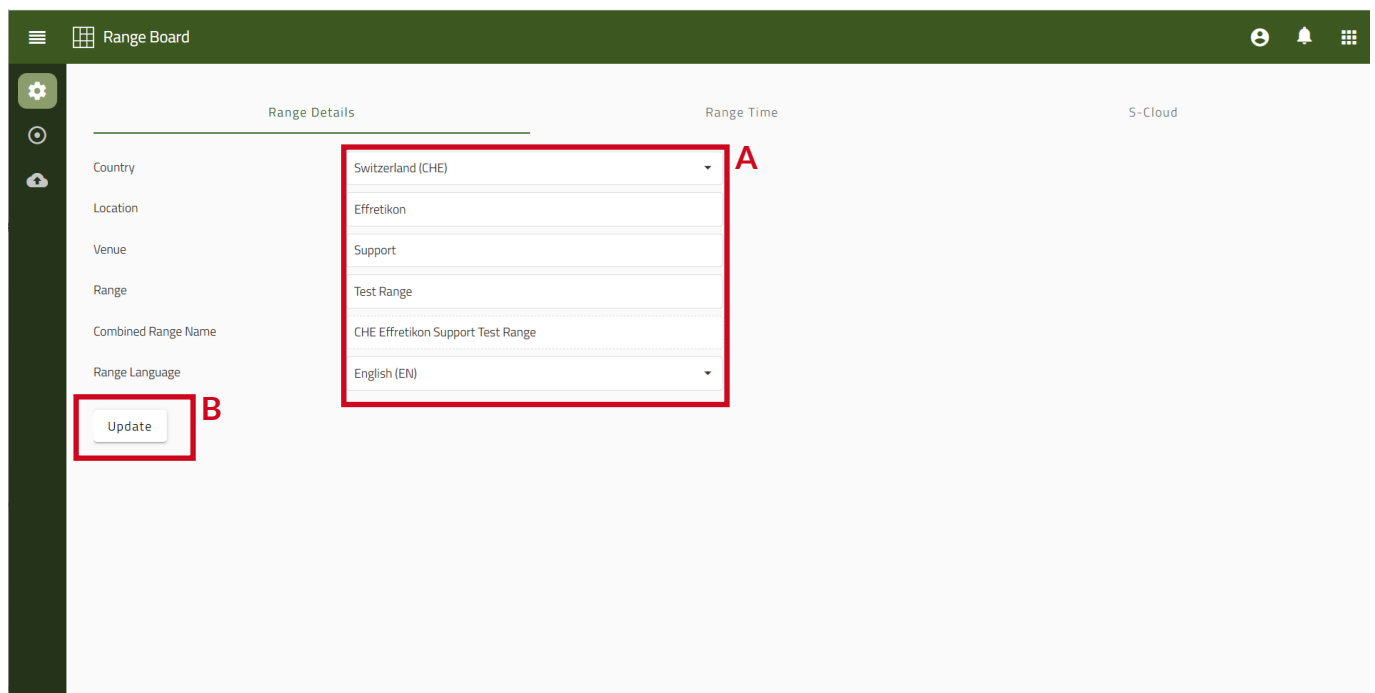 Range Board
Range Details Range Time S-Cloud
Country Switzerland (CHE) A
Location Effretikon
Venue Support
Range Test Range
Combined Range Name CHE Effretikon Support Test Range
Range Language English (EN)
Update B